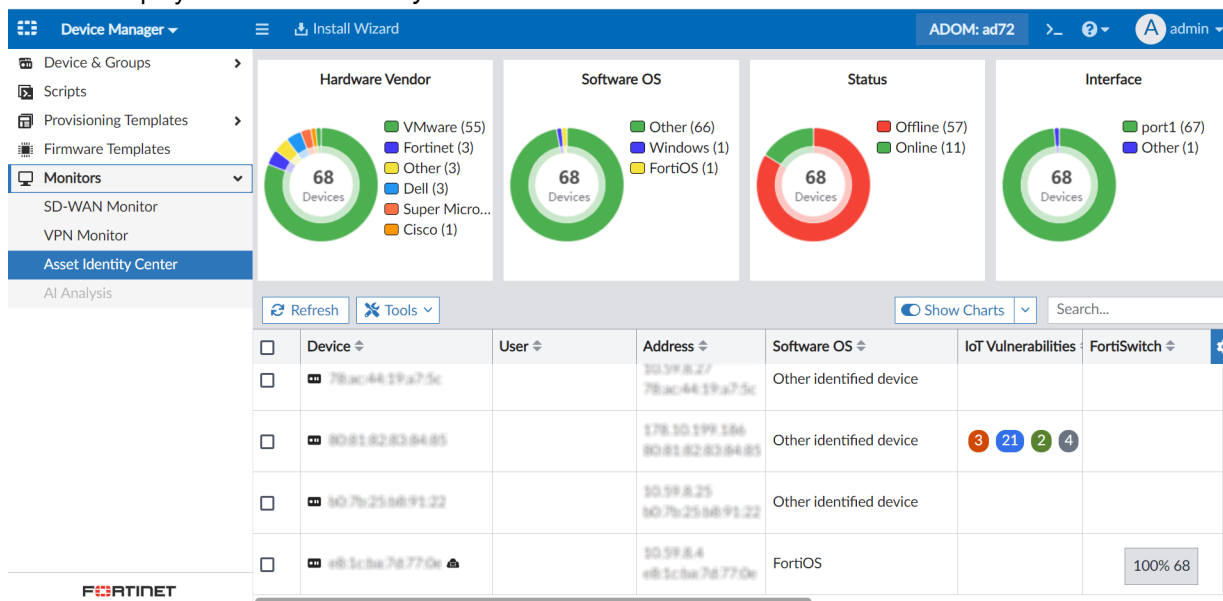 Device Manager
Install Wizard
ADOM: ad72
>_
?
A admin
Device & Groups
Scripts
Provisioning Templates
Firmware Templates
Monitors
SD-WAN Monitor
VPN Monitor
Asset Identity Center
AI Analysis
FORTINET
Hardware Vendor
68
Devices
VMware (55)
Fortinet (3)
Other (3)
Dell (3)
Super Micro...
Cisco (1)
Software OS
68
Devices
Other (66)
Windows (1)
FortiOS (1)
Status
68
Devices
Offline (57)
Online (11)
Interface
68
Devices
port1 (67)
Other (1)
Refresh
Tools
Show Charts
Search...
Device User Address Software OS IoT Vulnerabilities FortiSwitch
Other identified device
Other identified device 3 21 2 4
Other identified device
FortiOS 100% 68